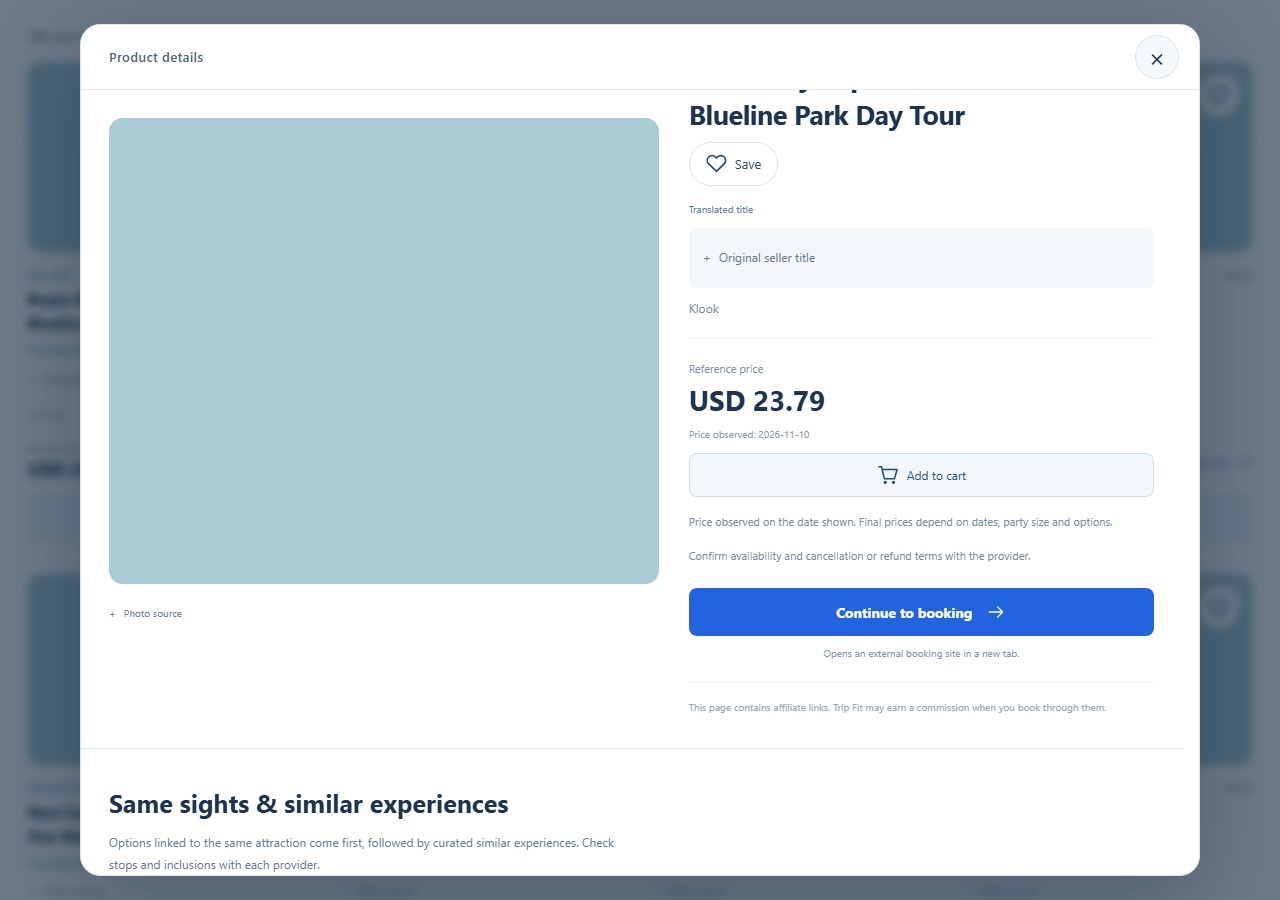 Product details
Blueline Park Day Tour
Save
Translated title
+ Original seller title
Klook
Reference price
USD 23.79
Price observed: 2026-11-10
Add to cart
Price observed on the date shown. Final prices depend on dates, party size and options.
Confirm availability and cancellation or refund terms with the provider.
Continue to booking
Opens an external booking site in a new tab.
+ Photo source
This page contains affiliate links. Trip Fit may earn a commission when you book through them.
Same sights & similar experiences
Options linked to the same attraction come first, followed by curated similar experiences. Check
stops and inclusions with each provider.